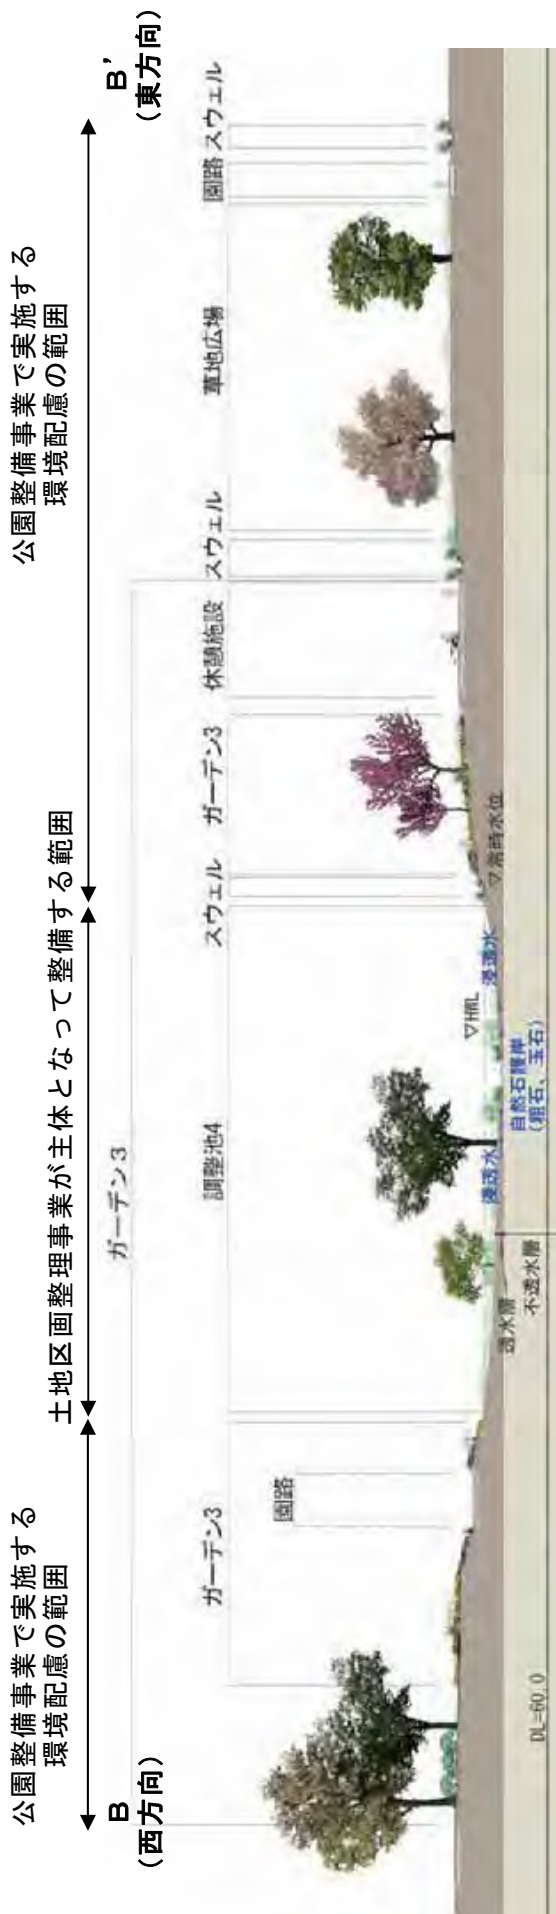 公園整備事業で実施する
環境配慮の範囲
土地区画整理事業が主体となって整備する範囲
公園整備事業で実施する
環境配慮の範囲
B
(西方向)
B’
(東方向)
ガーデン3
ガーデン3
園路
調整池4
スウェル
ガーデン3
休憩施設
スウェル
草地広場
園路
スウェル
▽HWL
▽常時水位
浸透水
浸透水
自然石護岸
(粗石、玉石)
透水層
不透水層
DL=60.0